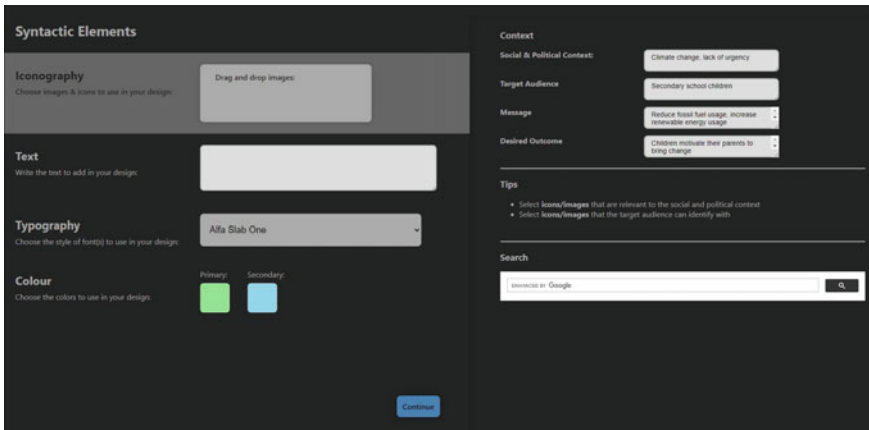 Syntactic Elements
Iconography
Choose images & icons to use in your design:
Drag and drop images:
Text
Write the text to add in your design:
Typography
Choose the style of font(s) to use in your design:
Alfa Slab One
Colour
Choose the colors to use in your design:
Primary:
Secondary:
Continue
Context
Social & Political Context:
Climate change, lack of urgency
Target Audience
Secondary school children
Message
Reduce fossil fuel usage, increase
renewable energy usage
Desired Outcome
Children motivate their parents to
bring change
Tips
• Select icons/images that are relevant to the social and political context
• Select icons/images that the target audience can identify with
Search
ENHANCED BY Google